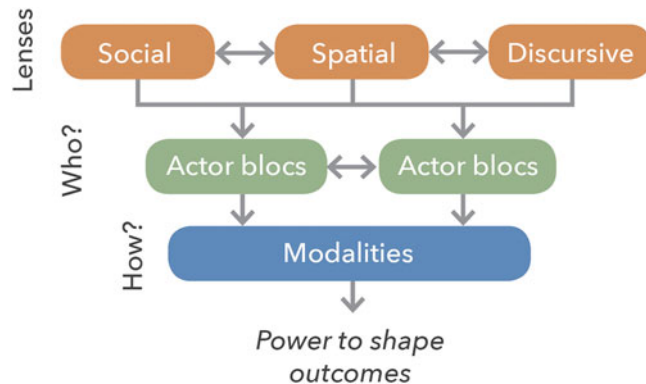 Lenses
Social
Spatial
Discursive
Who?
Actor blocs
Actor blocs
How?
Modalities
Power to shape
outcomes